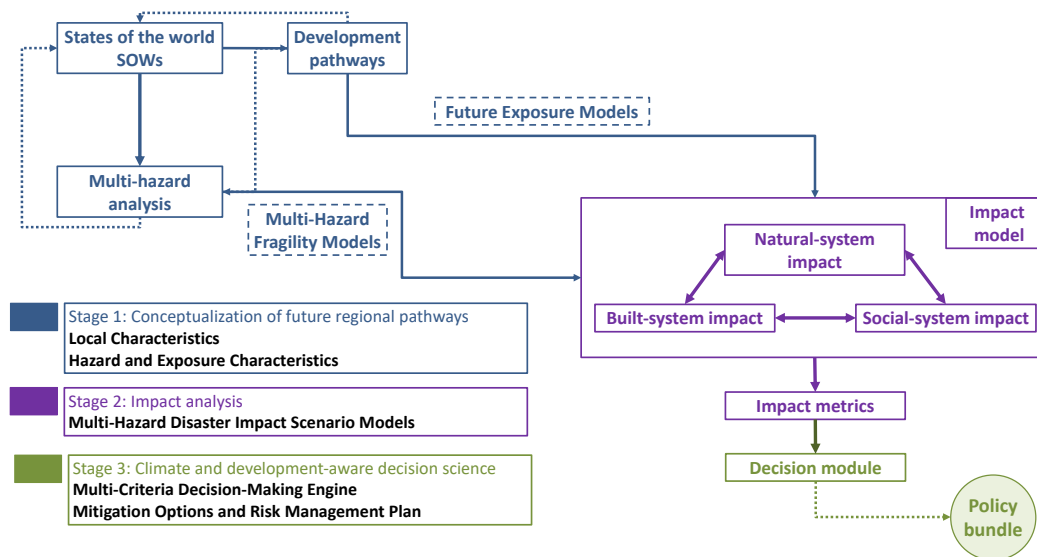 States of the world
SOWs
Development
pathways
Future Exposure Models
Multi-hazard
analysis
Multi-Hazard
Fragility Models
Impact
model
Natural-system
impact
Built-system impact
Social-system impact
Stage 1: Conceptualization of future regional pathways
Local Characteristics
Hazard and Exposure Characteristics
Stage 2: Impact analysis
Multi-Hazard Disaster Impact Scenario Models
Impact metrics
Stage 3: Climate and development-aware decision science
Multi-Criteria Decision-Making Engine
Mitigation Options and Risk Management Plan
Decision module
Policy
bundle